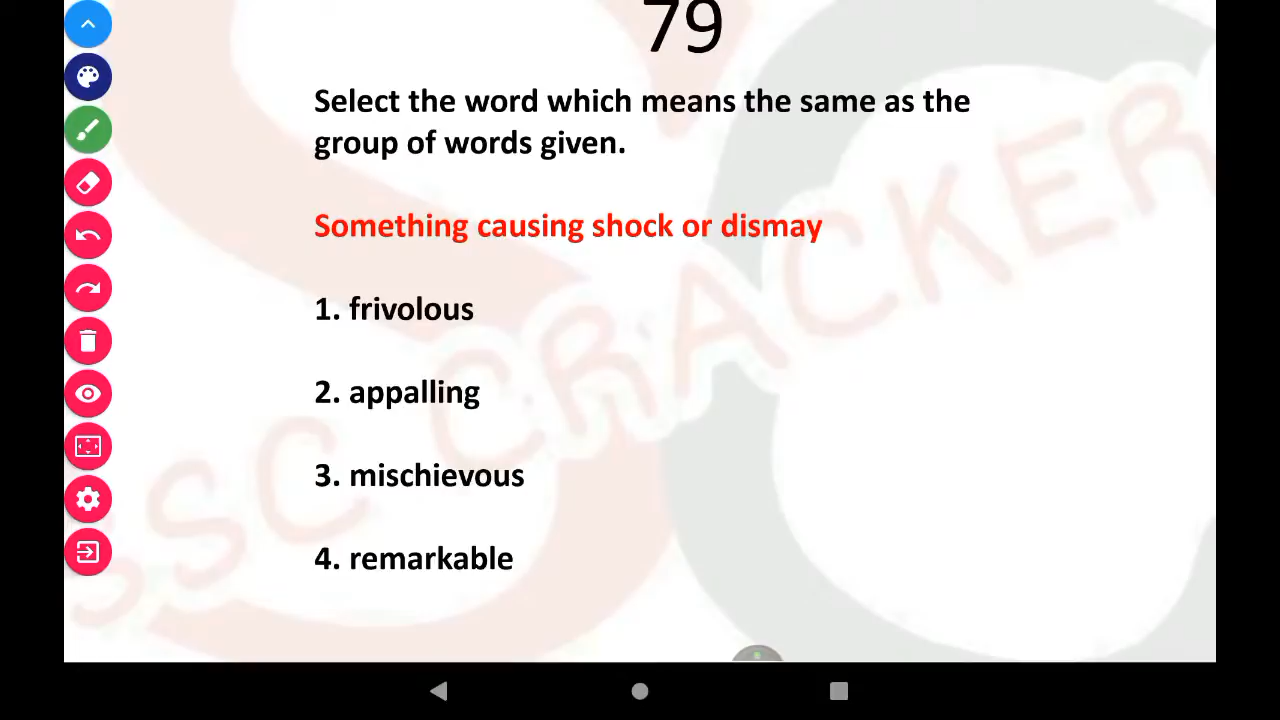 79
Select the word which means the same as the
group of words given.
Something causing shock or dismay
1. frivolous
2. appalling
3. mischievous
4. remarkable
SSC CRACKER